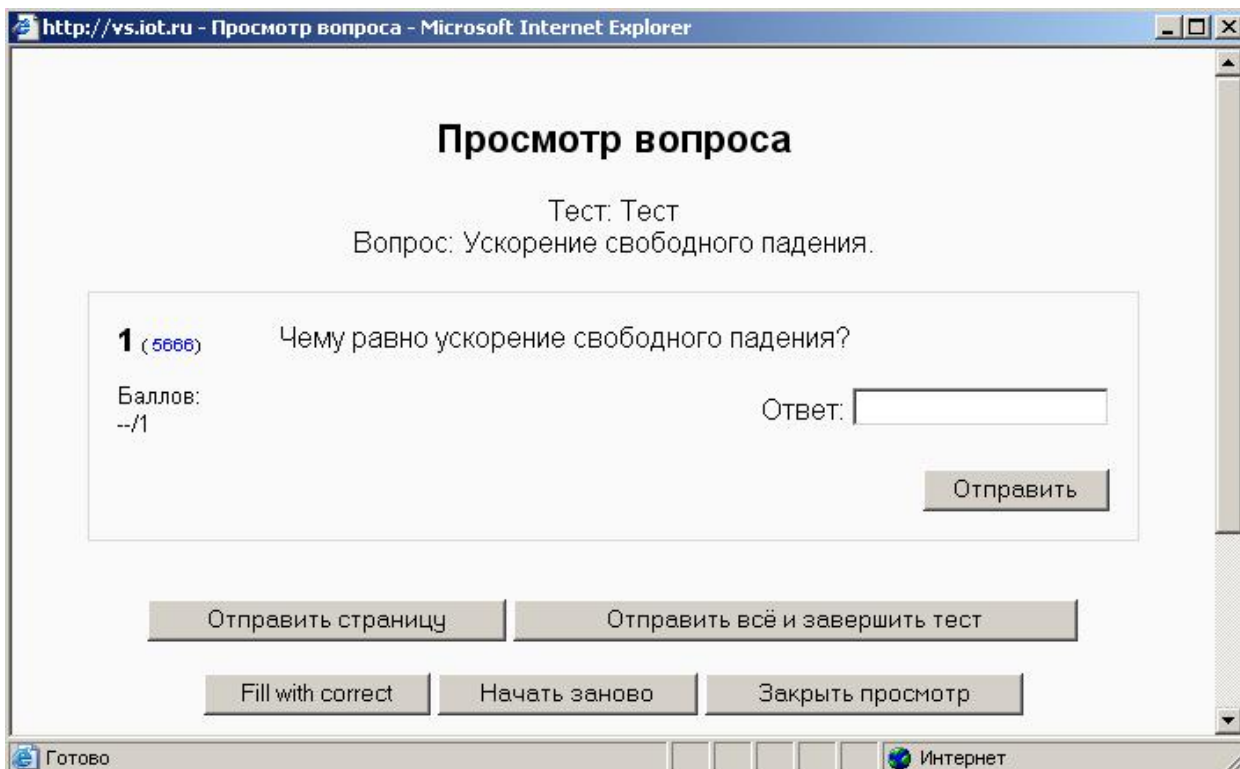 http://vs.iot.ru - Просмотр вопроса - Microsoft Internet Explorer
Просмотр вопроса
Тест: Тест
Вопрос: Ускорение свободного падения.
1 (5666) Чему равно ускорение свободного падения?
Баллов:
--/1
Ответ:
Отправить
Отправить страницу Отправить всё и завершить тест
Fill with correct Начать заново Закрыть просмотр
Готово Интернет